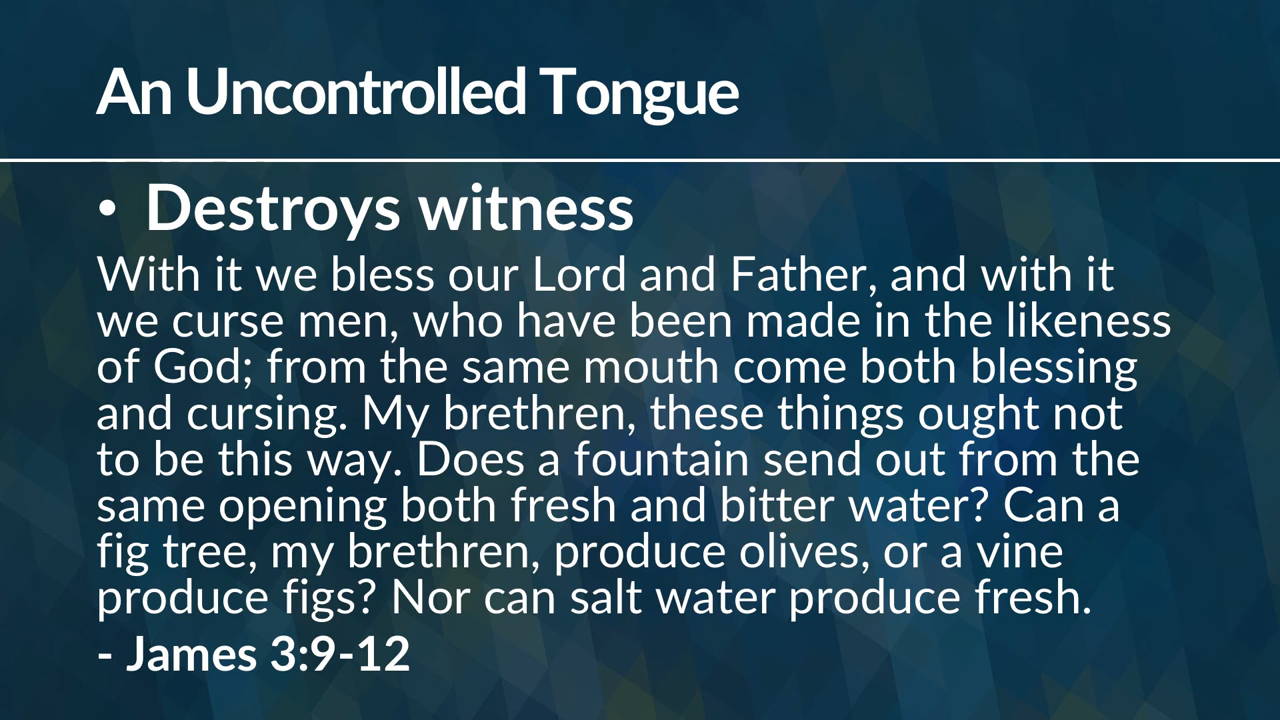 An Uncontrolled Tongue
• Destroys witness
With it we bless our Lord and Father, and with it
we curse men, who have been made in the likeness
of God; from the same mouth come both blessing
and cursing. My brethren, these things ought not
to be this way. Does a fountain send out from the
same opening both fresh and bitter water? Can a
fig tree, my brethren, produce olives, or a vine
produce figs? Nor can salt water produce fresh.
- James 3:9-12